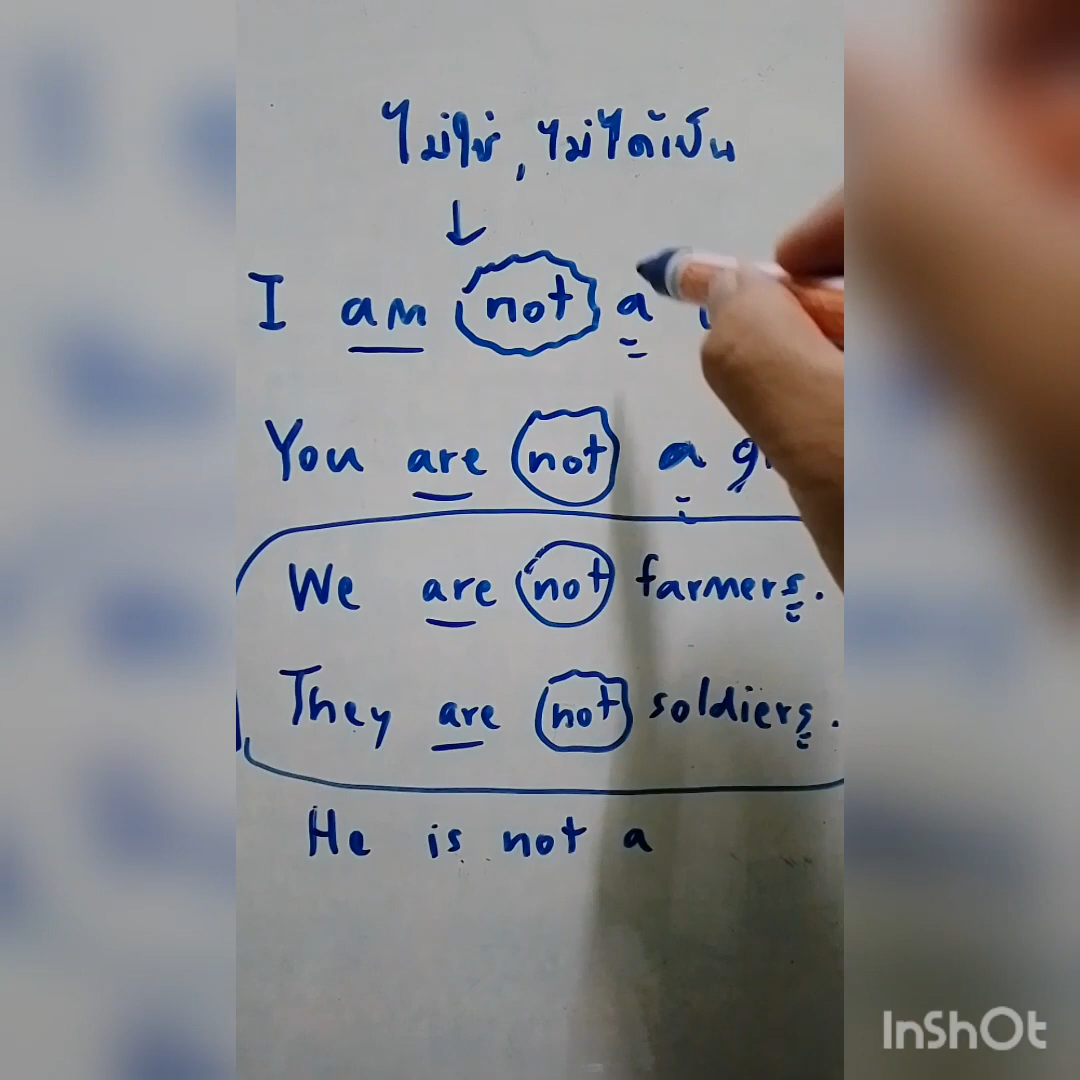 ไม่ใช่, ไม่ได้เป็น
I am not a
You are not a
We are not farmers.
They are not soldiers.
He is not a
InShOt